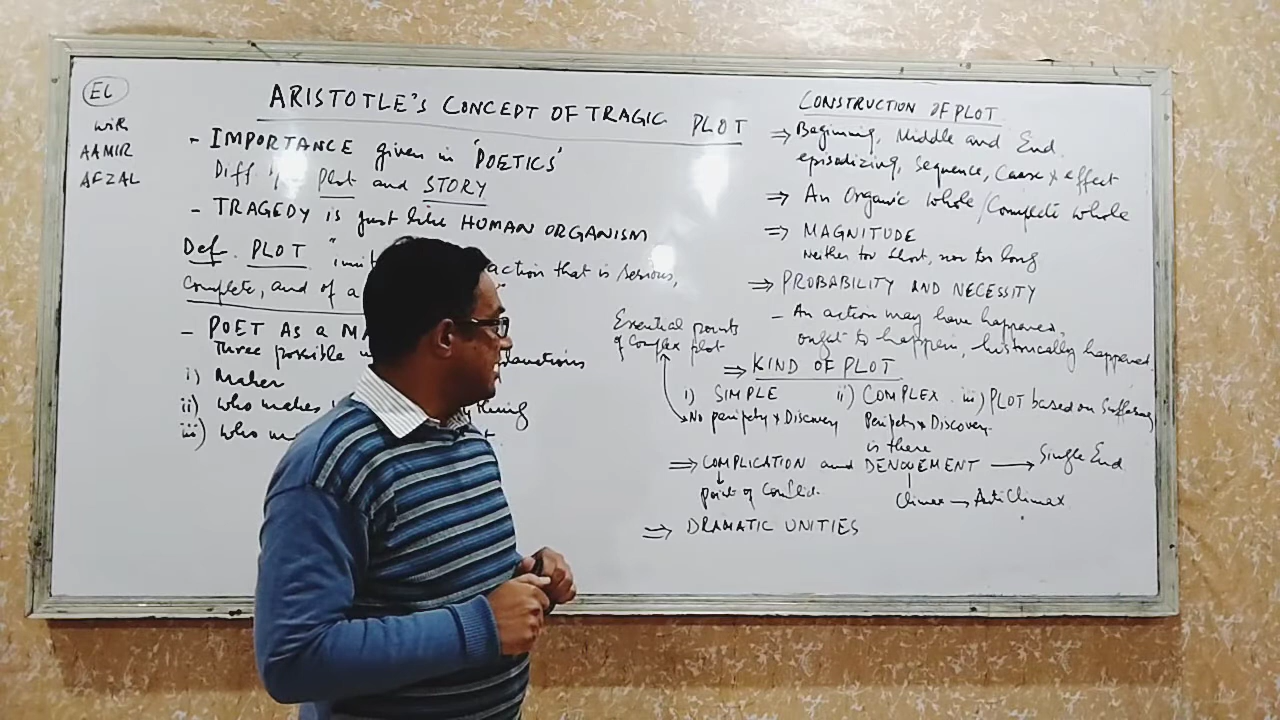 EL
WITH
AAMIR
AFZAL
ARISTOTLE'S CONCEPT OF TRAGIC PLOT
- IMPORTANCE given in 'POETICS'
Diff b/w Plot and STORY
- TRAGEDY is just like HUMAN ORGANISM
Def. PLOT "imit action that is serious,
Complete, and of a
- POET AS A MA
Three possible
i) Maker
ii) who makes
iii) who
CONSTRUCTION OF PLOT
⇒ Beginning, Middle and End
episodizing, Sequence, Cause & effect
⇒ An Organic whole/Complete whole
⇒ MAGNITUDE
Neither too short, nor too long
⇒ PROBABILITY AND NECESSITY
- An action may have happened,
ought to happen, historically happened
Essential points
of Complex plot
⇒ KIND OF PLOT
i) SIMPLE ii) COMPLEX iii) PLOT based on Suffering
No peripety & Discovery Peripety & Discovery
is there
⇒ COMPLICATION and DENOUEMENT → Single End
point of Conflict. Climax → AntiClimax
⇒ DRAMATIC UNITIES